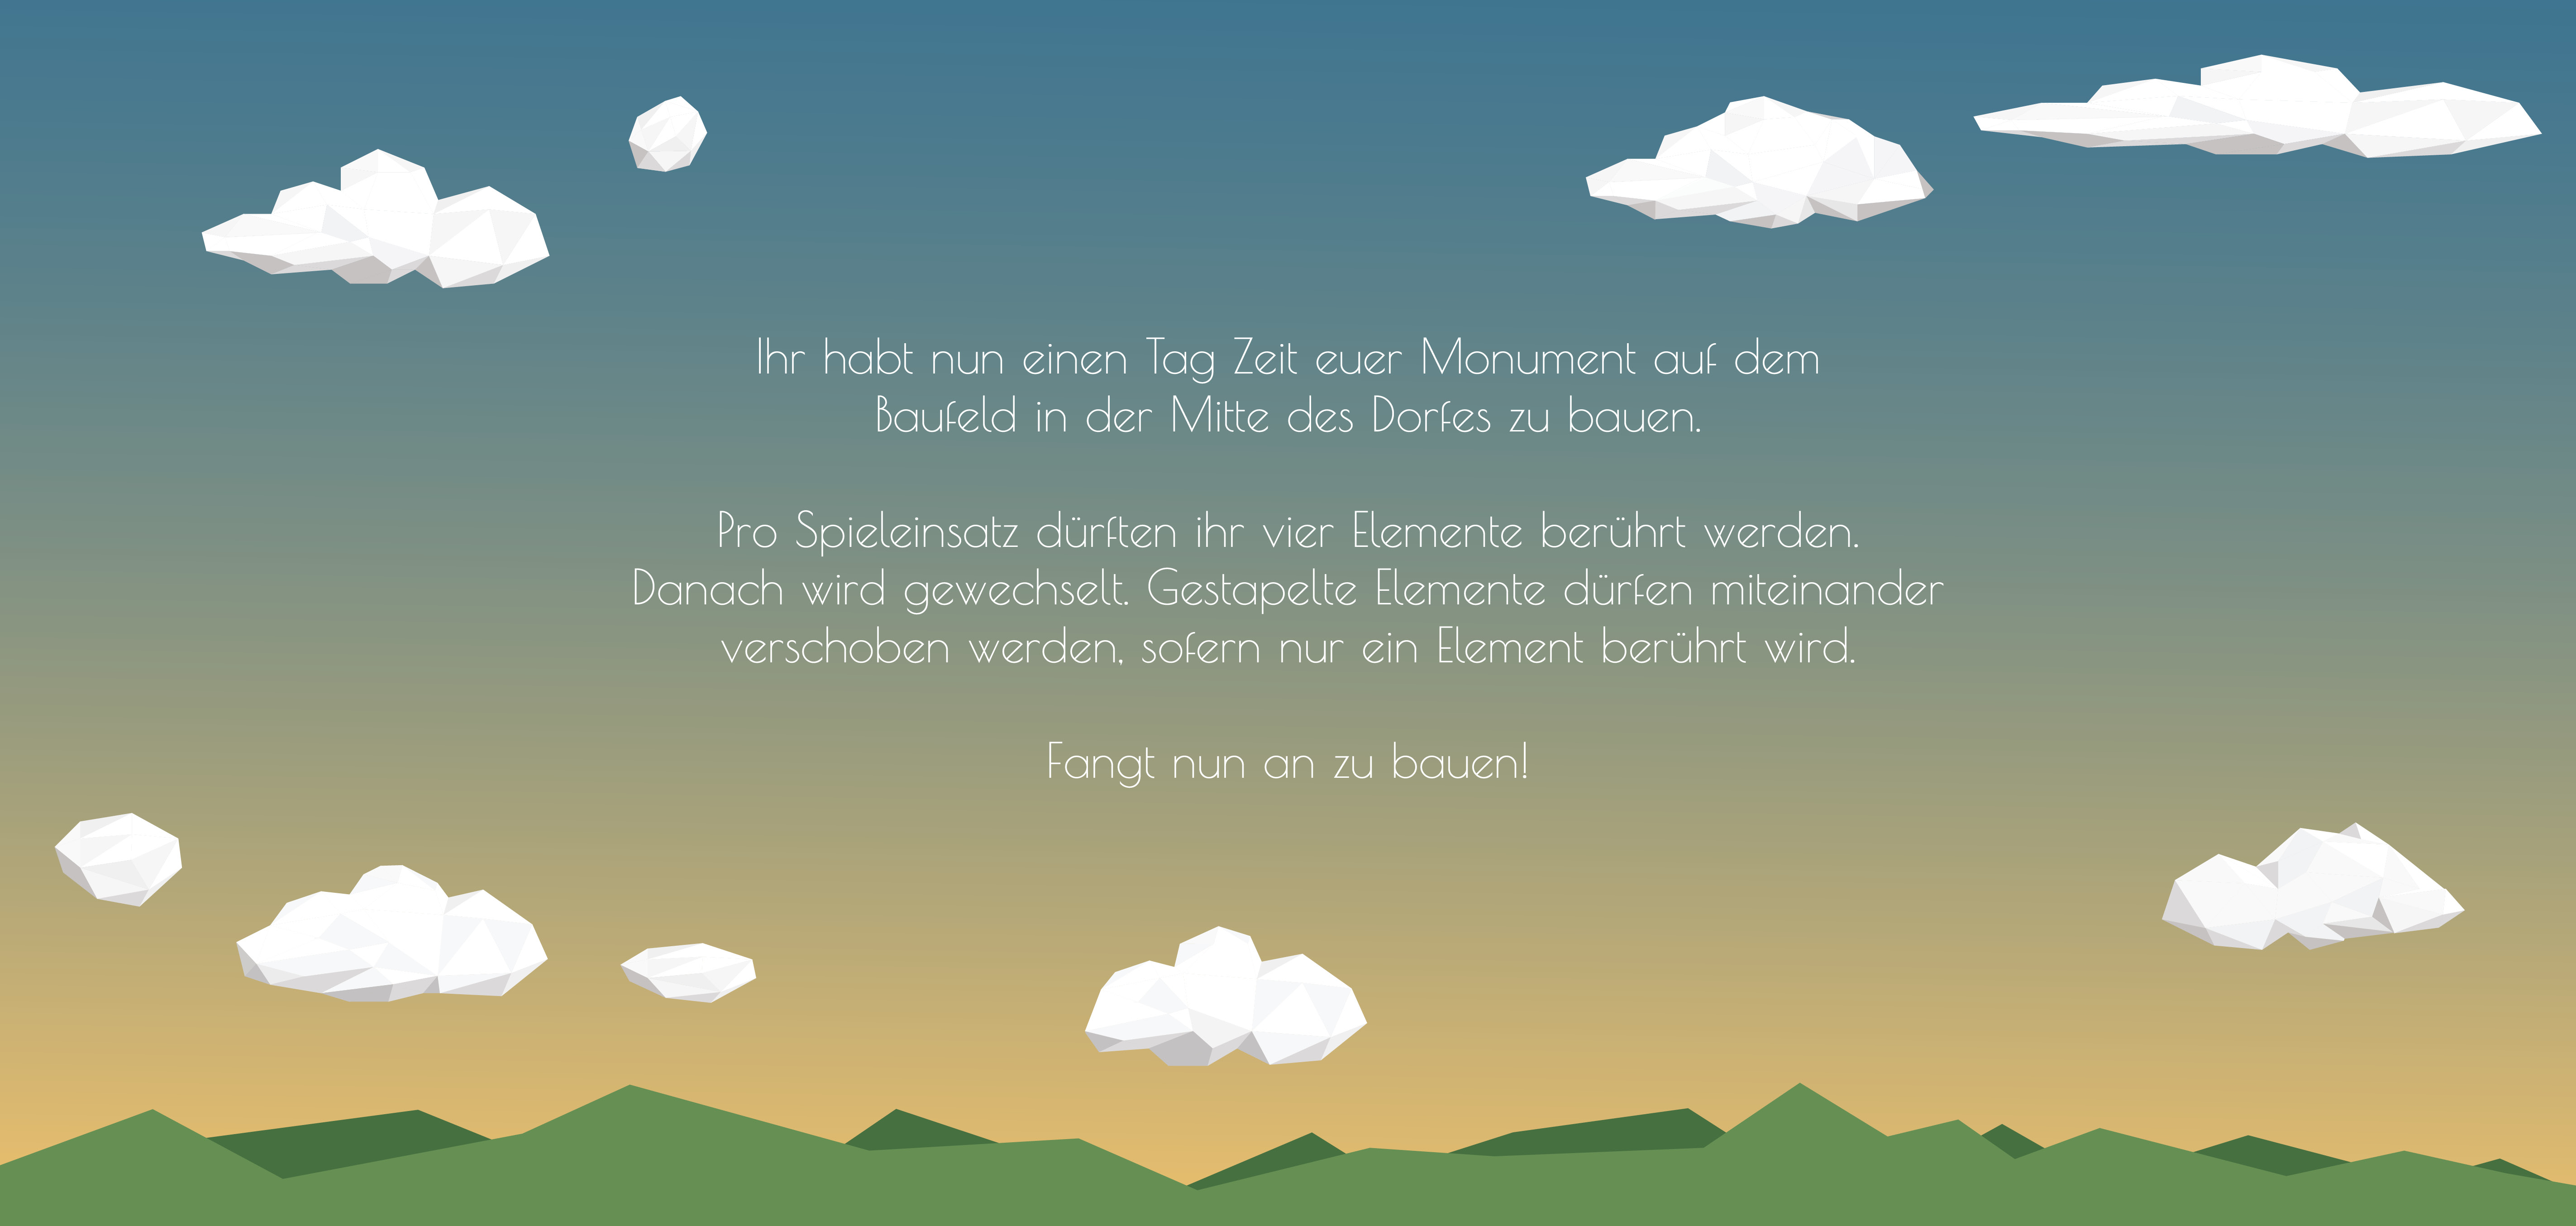 Ihr habt nun einen Tag Zeit euer Monument auf dem
Baufeld in der Mitte des Dorfes zu bauen.
Pro Spieleinsatz dürften ihr vier Elemente berührt werden.
Danach wird gewechselt. Gestapelte Elemente dürfen miteinander
verschoben werden, sofern nur ein Element berührt wird.
Fangt nun an zu bauen!